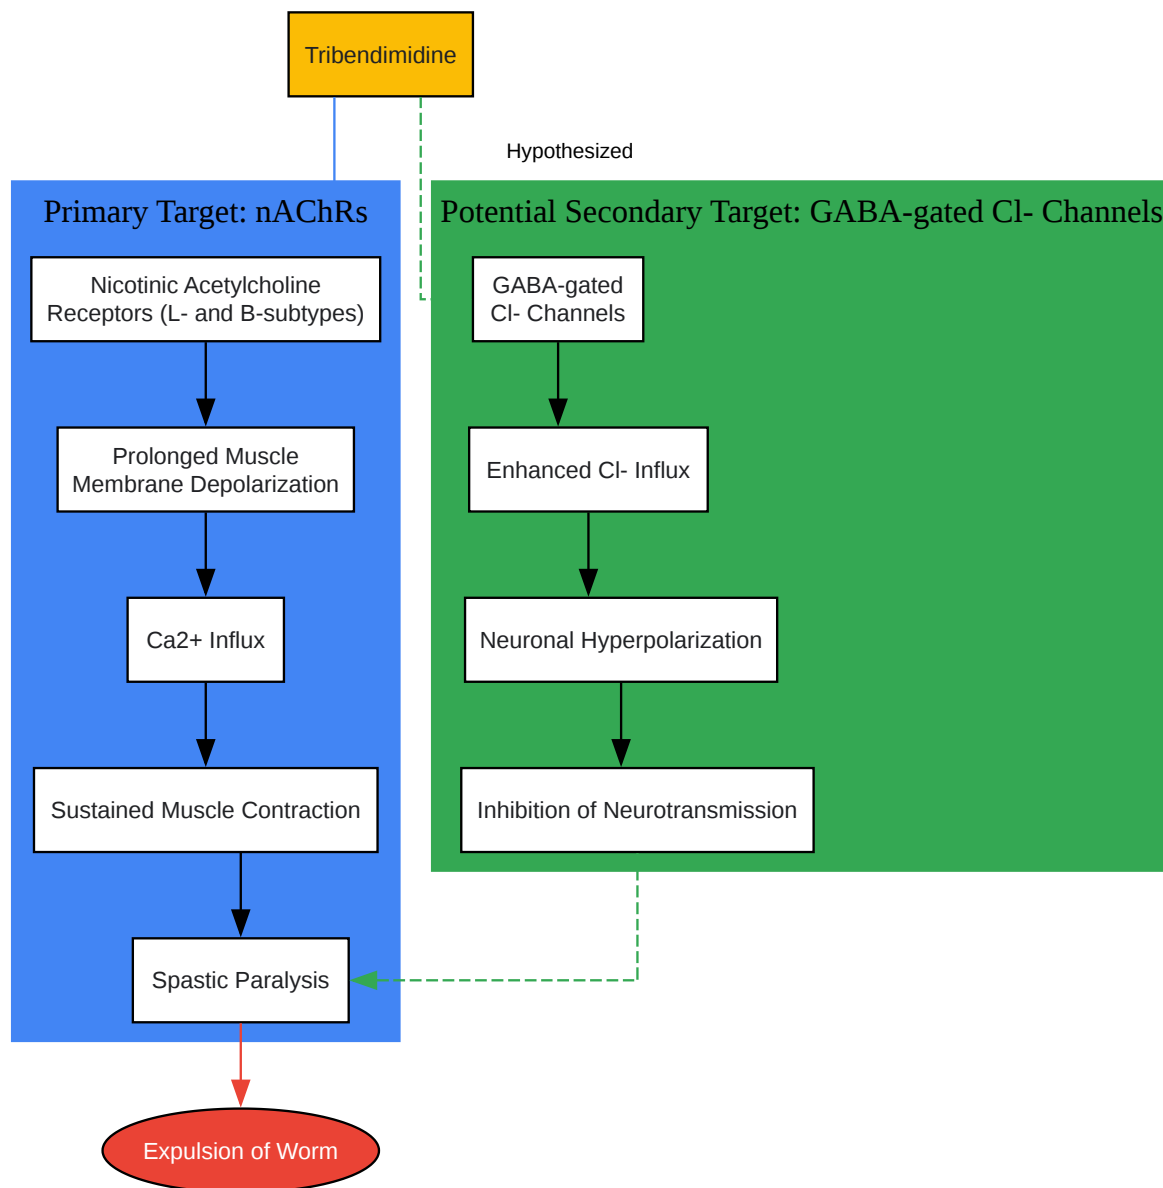 Tribendimidine
Hypothesized
Primary Target: nAChRs
Nicotinic Acetylcholine
Receptors (L- and B-subtypes)
Prolonged Muscle
Membrane Depolarization
Ca2+ Influx
Sustained Muscle Contraction
Spastic Paralysis
Potential Secondary Target: GABA-gated Cl- Channels
GABA-gated
Cl- Channels
Enhanced Cl- Influx
Neuronal Hyperpolarization
Inhibition of Neurotransmission
Expulsion of Worm